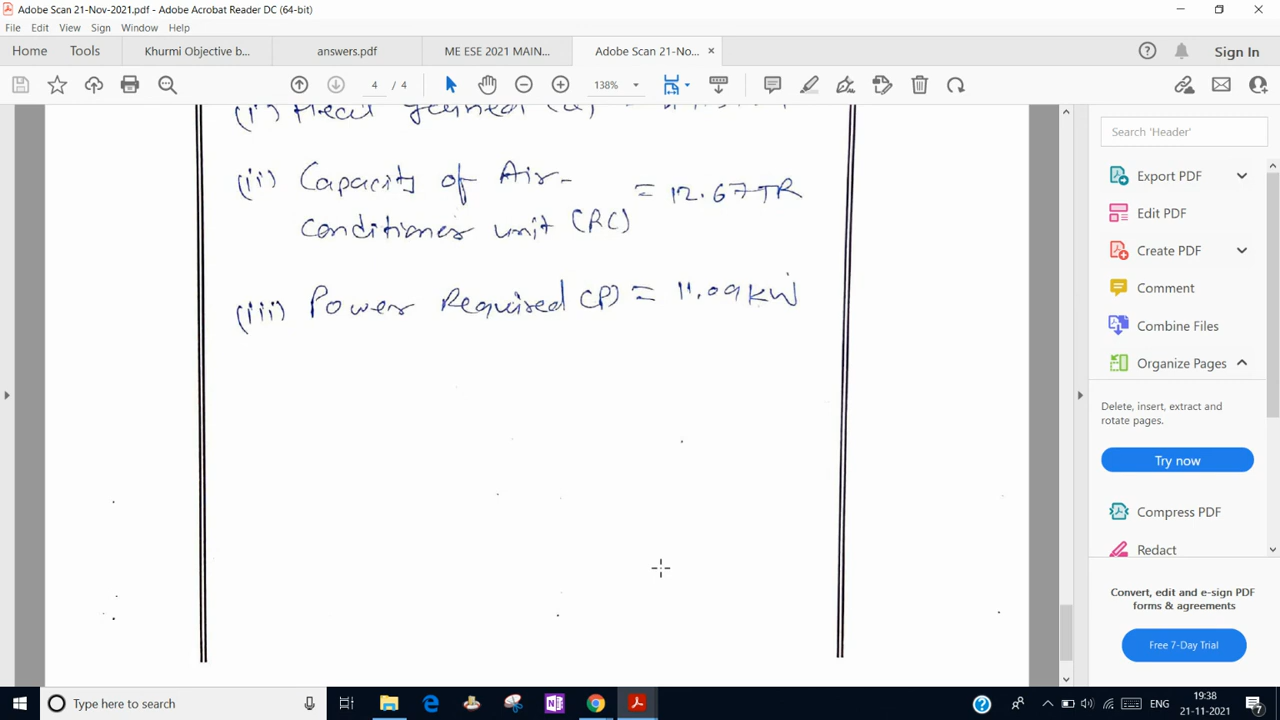 Adobe Scan 21-Nov-2021.pdf - Adobe Acrobat Reader DC (64-bit)
File Edit View Sign Window Help
Home Tools Khurmi Objective b... answers.pdf ME ESE 2021 MAIN... Adobe Scan 21-No... × Sign In
4 / 4 138%
(ii) Capacity of Air-
Conditioner unit (RC) = 12.67 TR
(iii) Power Required (P) = 11.09 kW
Search 'Header'
Export PDF
Edit PDF
Create PDF
Comment
Combine Files
Organize Pages
Delete, insert, extract and
rotate pages.
Try now
Compress PDF
Redact
Convert, edit and e-sign PDF
forms & agreements
Free 7-Day Trial
Type here to search
ENG
19:38
21-11-2021
7